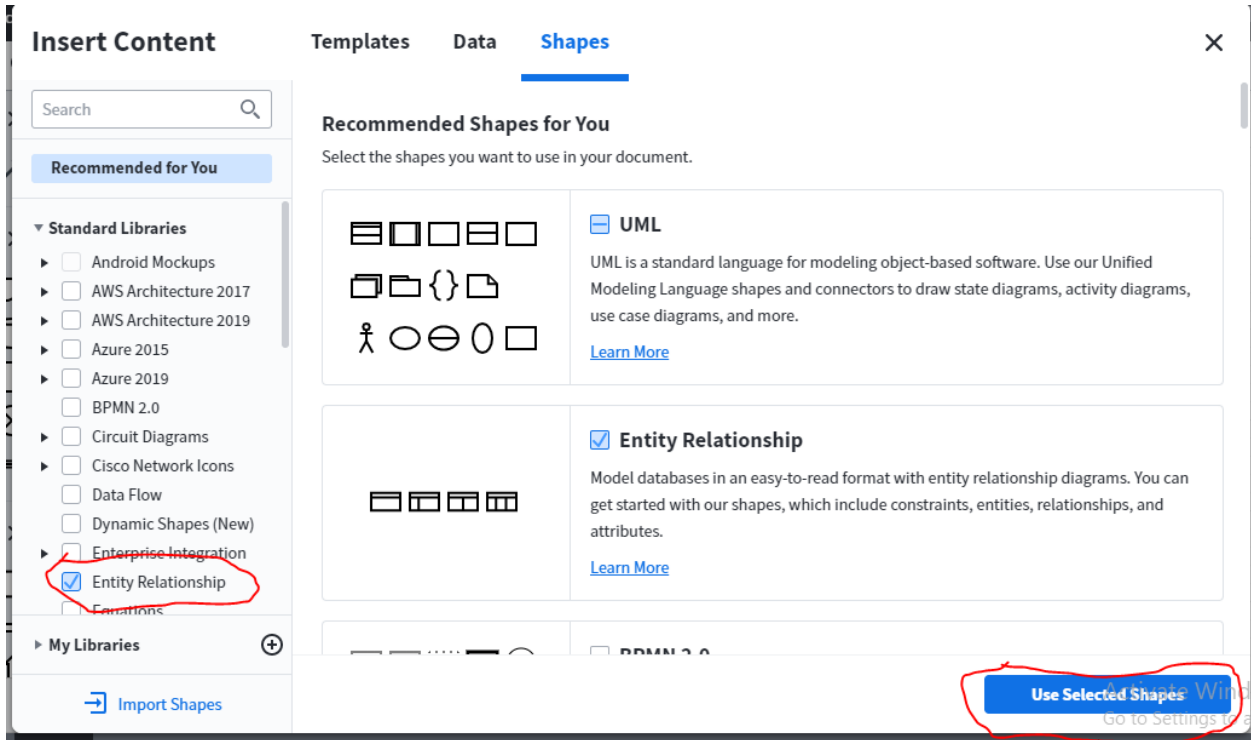 Insert Content
Templates
Data
Shapes
Search
Recommended for You
Standard Libraries
Android Mockups
AWS Architecture 2017
AWS Architecture 2019
Azure 2015
Azure 2019
BPMN 2.0
Circuit Diagrams
Cisco Network Icons
Data Flow
Dynamic Shapes (New)
Enterprise Integration
Entity Relationship
Equations
My Libraries
Import Shapes
Recommended Shapes for You
Select the shapes you want to use in your document.
UML
UML is a standard language for modeling object-based software. Use our Unified
Modeling Language shapes and connectors to draw state diagrams, activity diagrams,
use case diagrams, and more.
Learn More
Entity Relationship
Model databases in an easy-to-read format with entity relationship diagrams. You can
get started with our shapes, which include constraints, entities, relationships, and
attributes.
Learn More
BPMN 2.0
Use Selected Shapes
Activate Wind
Go to Settings to a